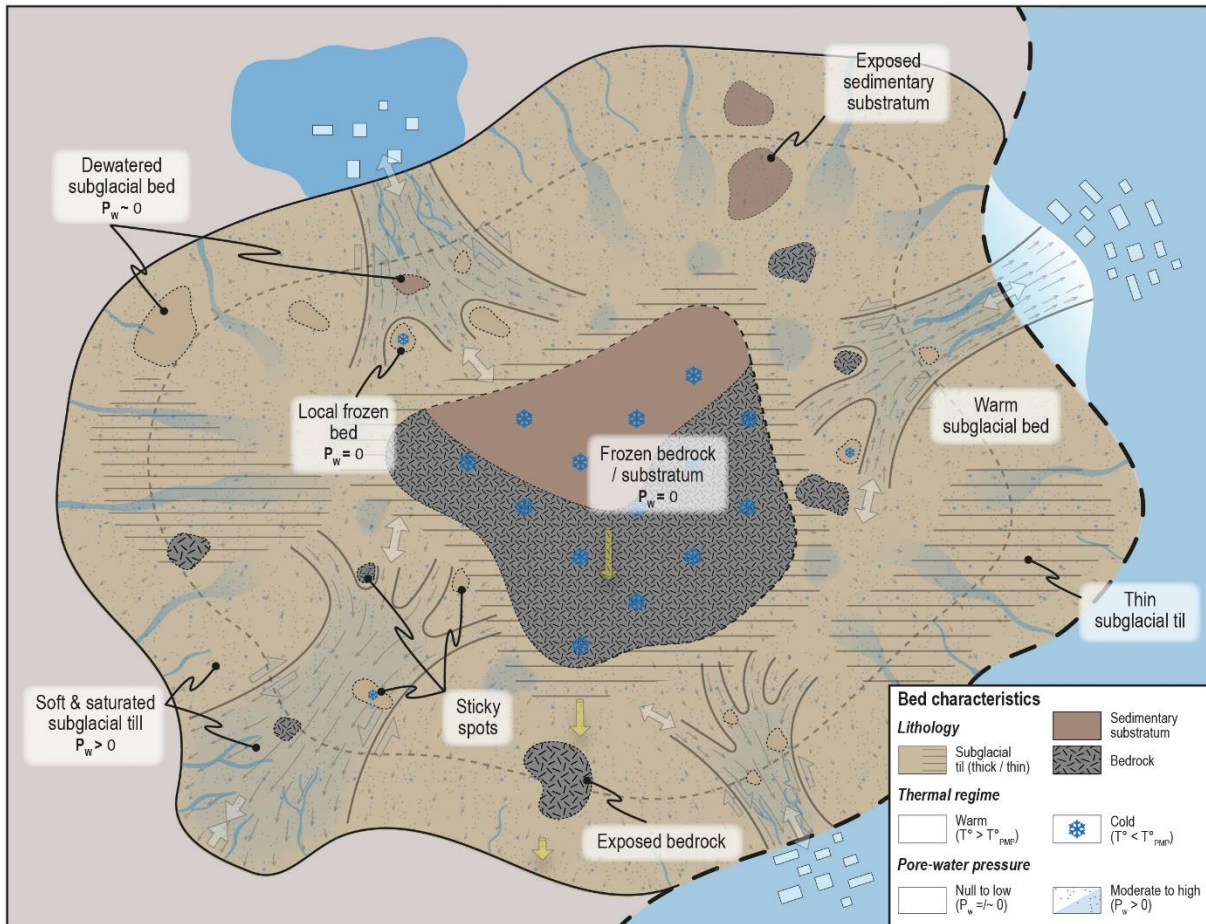 Exposed
sedimentary
substratum
Dewatered
subglacial bed
Pw ~ 0
Local frozen
bed
Pw = 0
Frozen bedrock
/ substratum
Pw = 0
Warm
subglacial bed
Thin
subglacial til
Soft & saturated
subglacial till
Pw > 0
Sticky
spots
Exposed bedrock
Bed characteristics
Lithology
Subglacial
til (thick / thin)
Sedimentary
substratum
Bedrock
Thermal regime
Warm
(T° > T°PMP)
Cold
(T° < T°PMP)
Pore-water pressure
Null to low
(Pw =/~ 0)
Moderate to high
(Pw > 0)